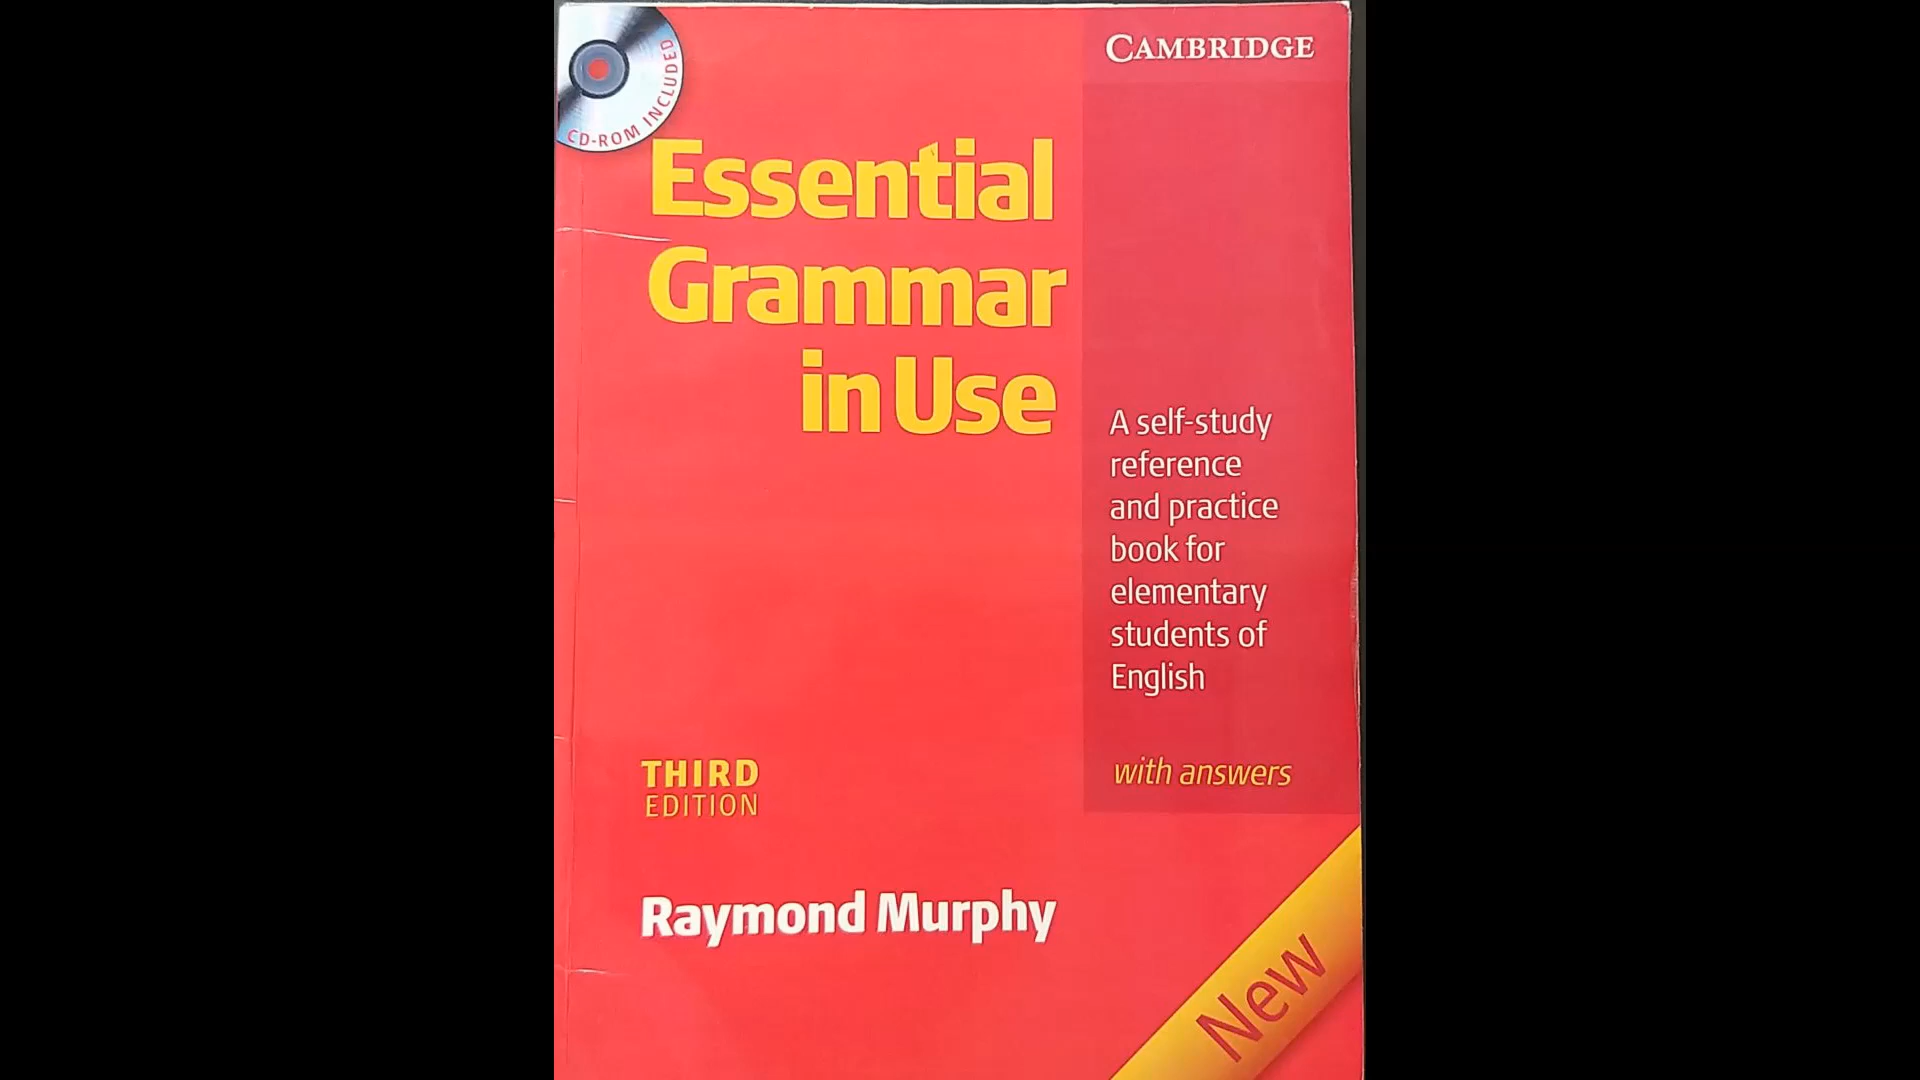 CD-ROM INCLUDED
CAMBRIDGE
Essential
Grammar
in Use
A self-study
reference
and practice
book for
elementary
students of
English
with answers
THIRD
EDITION
Raymond Murphy
New